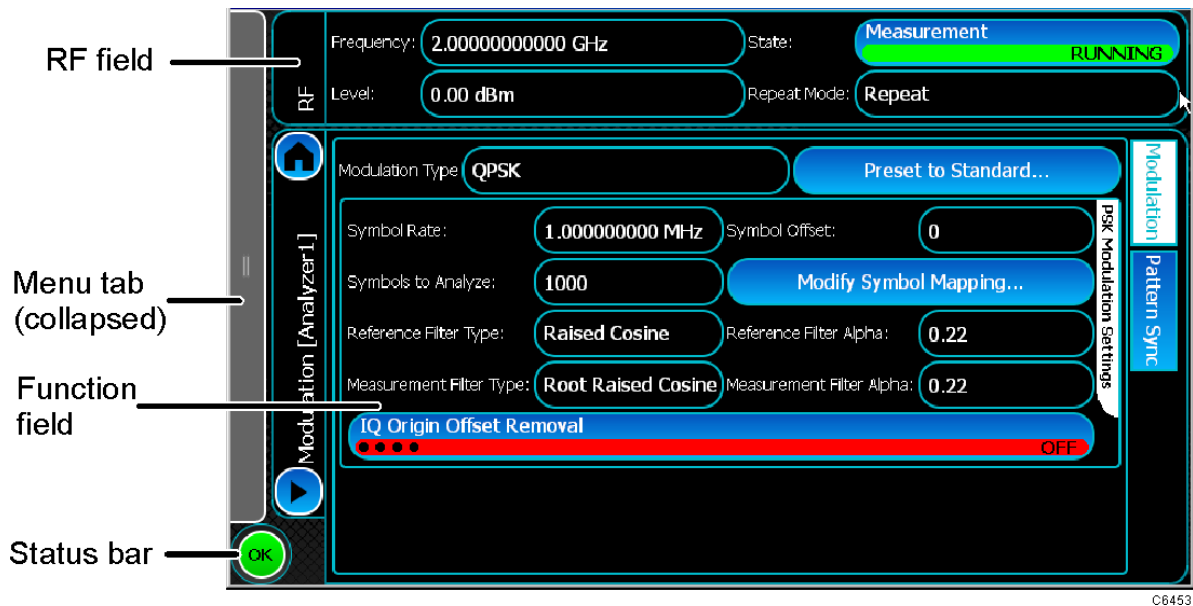 RF field
Menu tab
(collapsed)
Function
field
Status bar
RF
Frequency: 2.00000000000 GHz State: Measurement
RUNNING
Level: 0.00 dBm Repeat Mode: Repeat
Modulation [Analyzer1]
Modulation Type QPSK Preset to Standard...
Symbol Rate: 1.000000000 MHz Symbol Offset: 0
Symbols to Analyze: 1000 Modify Symbol Mapping...
Reference Filter Type: Raised Cosine Reference Filter Alpha: 0.22
Measurement Filter Type: Root Raised Cosine Measurement Filter Alpha: 0.22
IQ Origin Offset Removal
OFF
PSK Modulation Settings
Modulation
Pattern Sync
OK
C6453